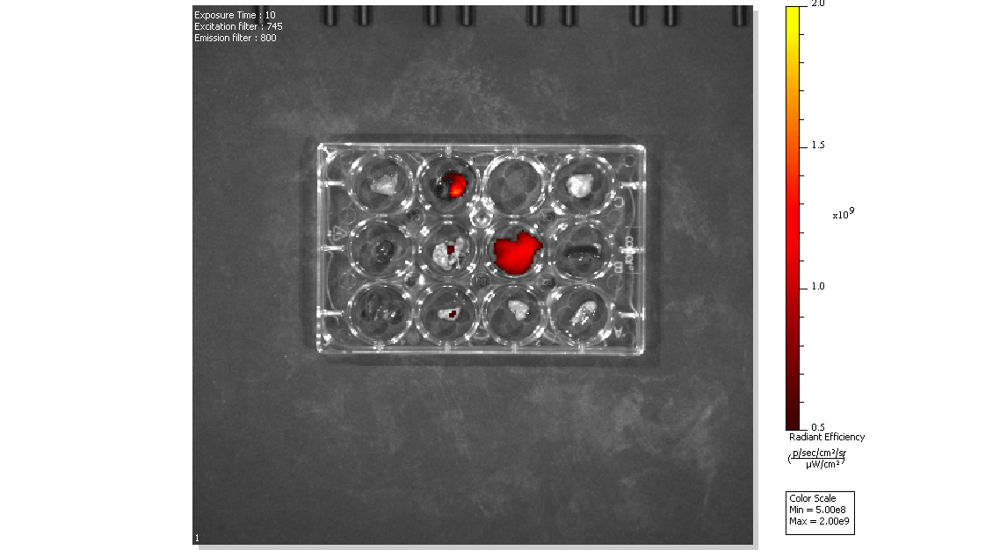 Exposure Time : 10
Excitation filter : 745
Emission filter : 800
2.0
1.5
x10⁹
1.0
0.5
Radiant Efficiency
(p/sec/cm²/sr
µW/cm²)
Color Scale
Min = 5.00e8
Max = 2.00e9
C
B
A
1